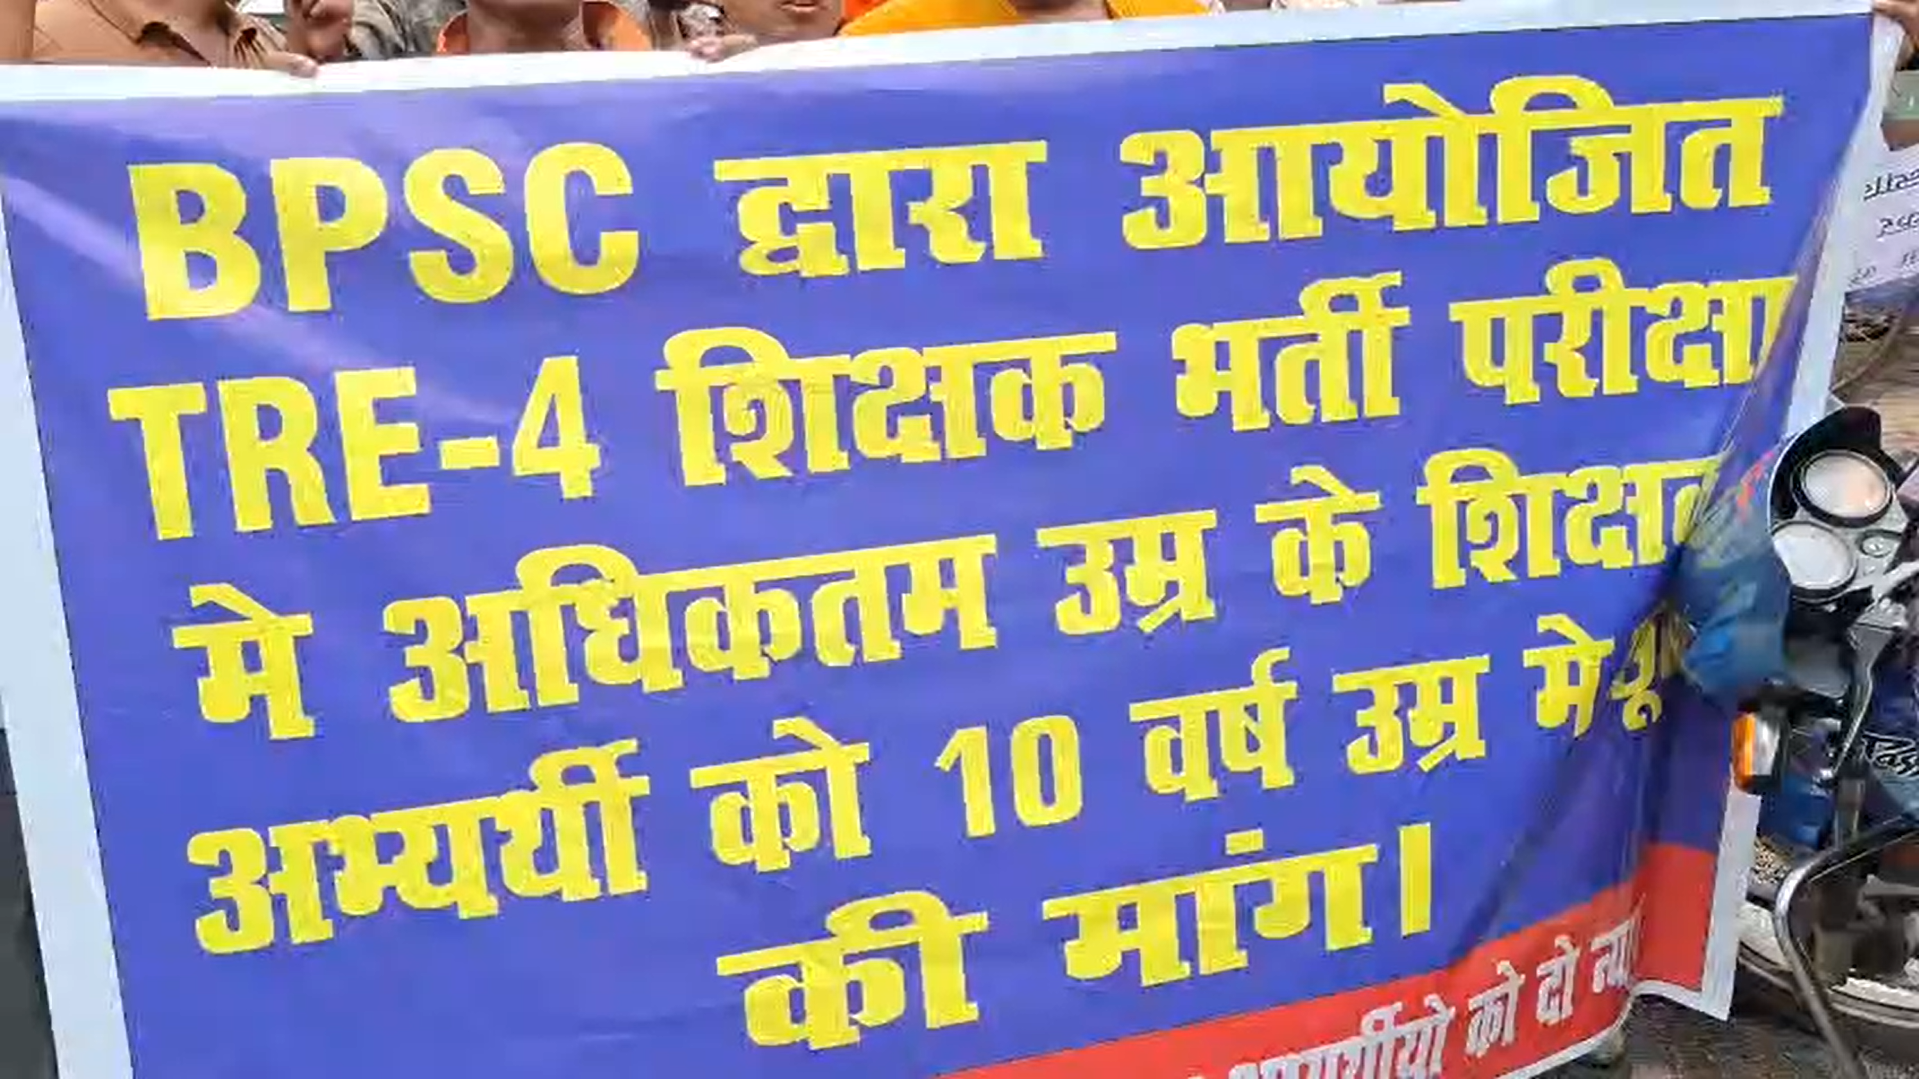 BPSC द्वारा आयोजित
TRE-4 शिक्षक भर्ती परीक्षा
मे अधिकतम उम्र के शिक्षक
अभ्यर्थी को 10 वर्ष उम्र मे
की मांग।
को दो